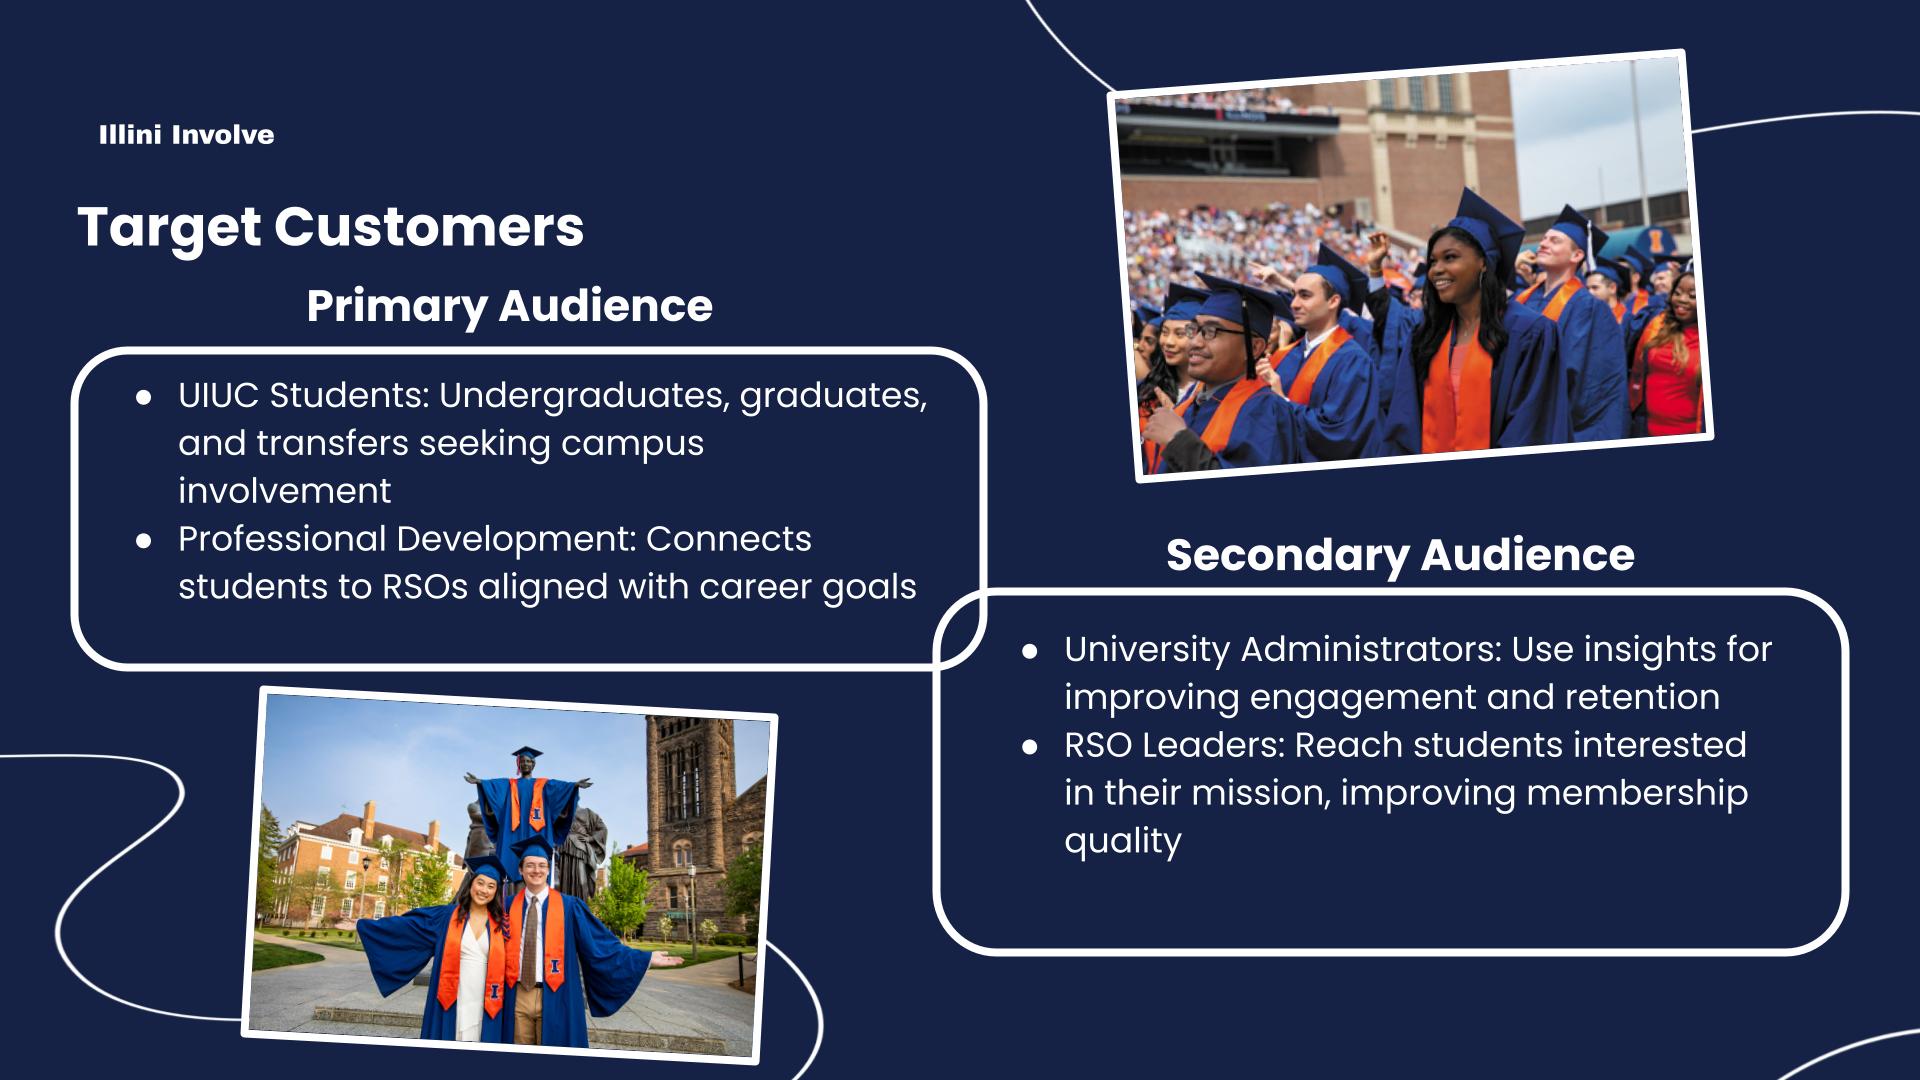 Illini Involve
Target Customers
Primary Audience
● UIUC Students: Undergraduates, graduates,
and transfers seeking campus
involvement
● Professional Development: Connects
students to RSOs aligned with career goals
ILLINOIS
I
Secondary Audience
● University Administrators: Use insights for
improving engagement and retention
● RSO Leaders: Reach students interested
in their mission, improving membership
quality
I
I
I